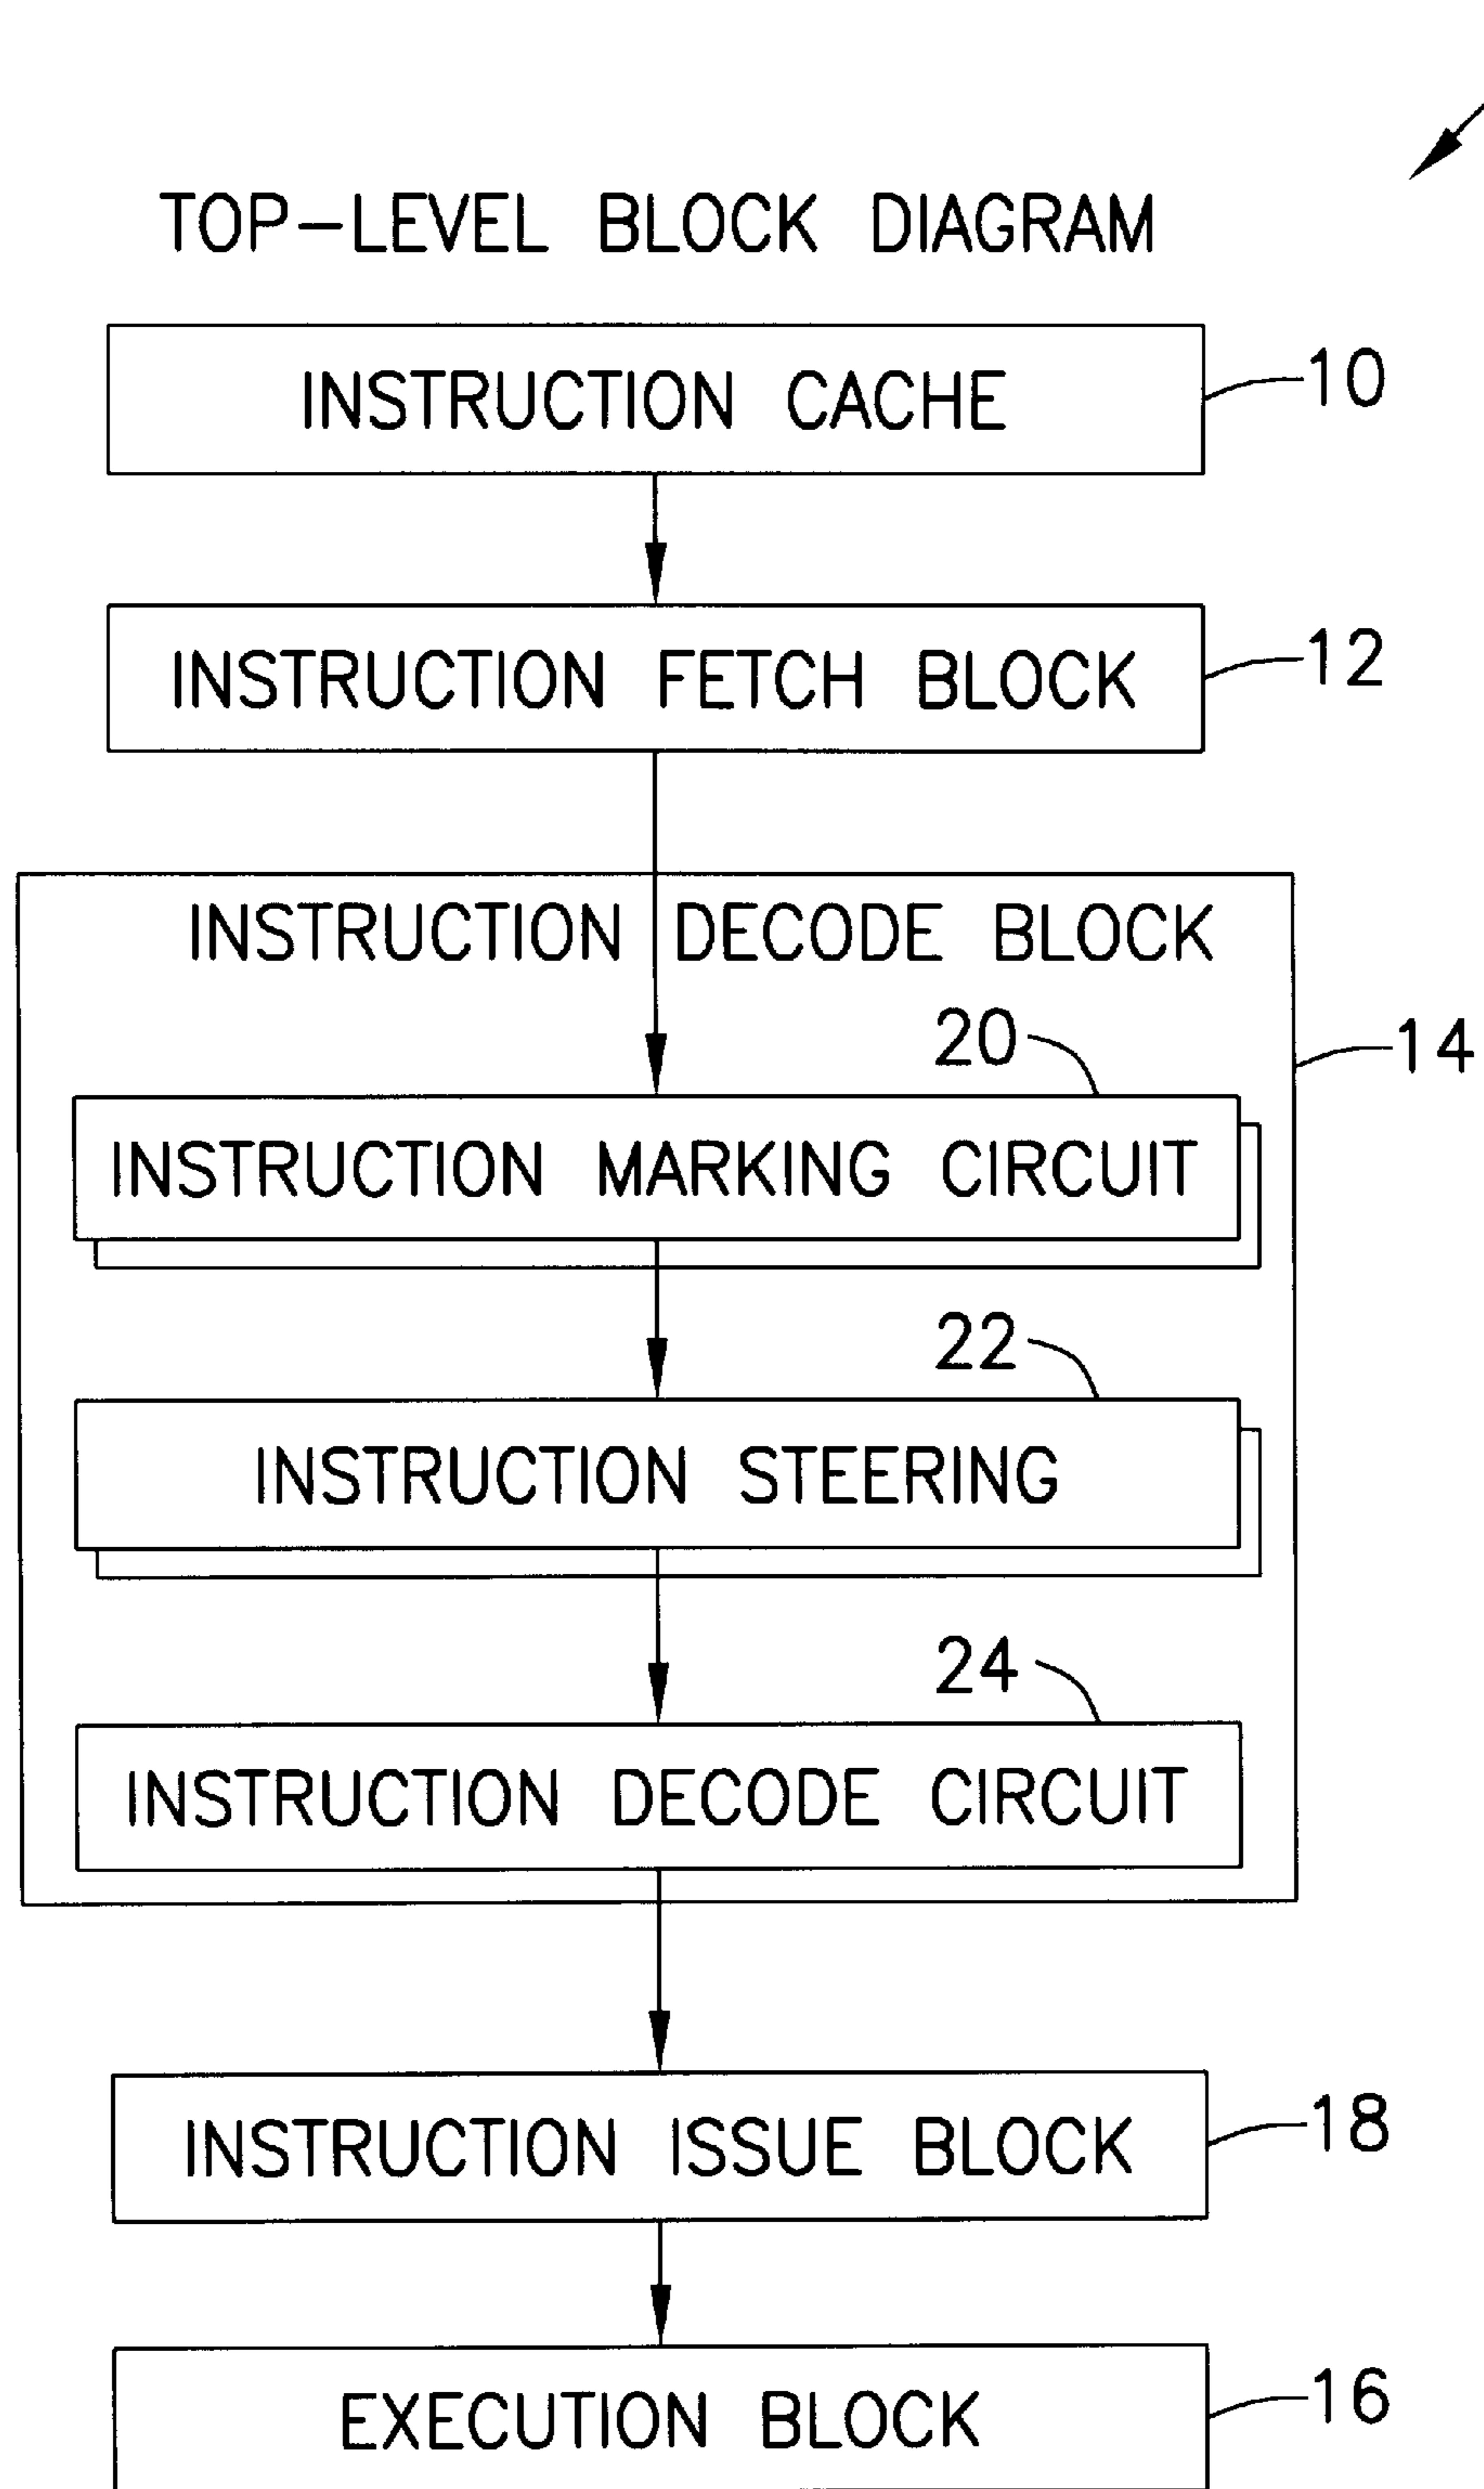 TOP-LEVEL BLOCK DIAGRAM
INSTRUCTION CACHE
10
INSTRUCTION FETCH BLOCK
12
INSTRUCTION DECODE BLOCK
14
20
INSTRUCTION MARKING CIRCUIT
22
INSTRUCTION STEERING
24
INSTRUCTION DECODE CIRCUIT
INSTRUCTION ISSUE BLOCK
18
EXECUTION BLOCK
16